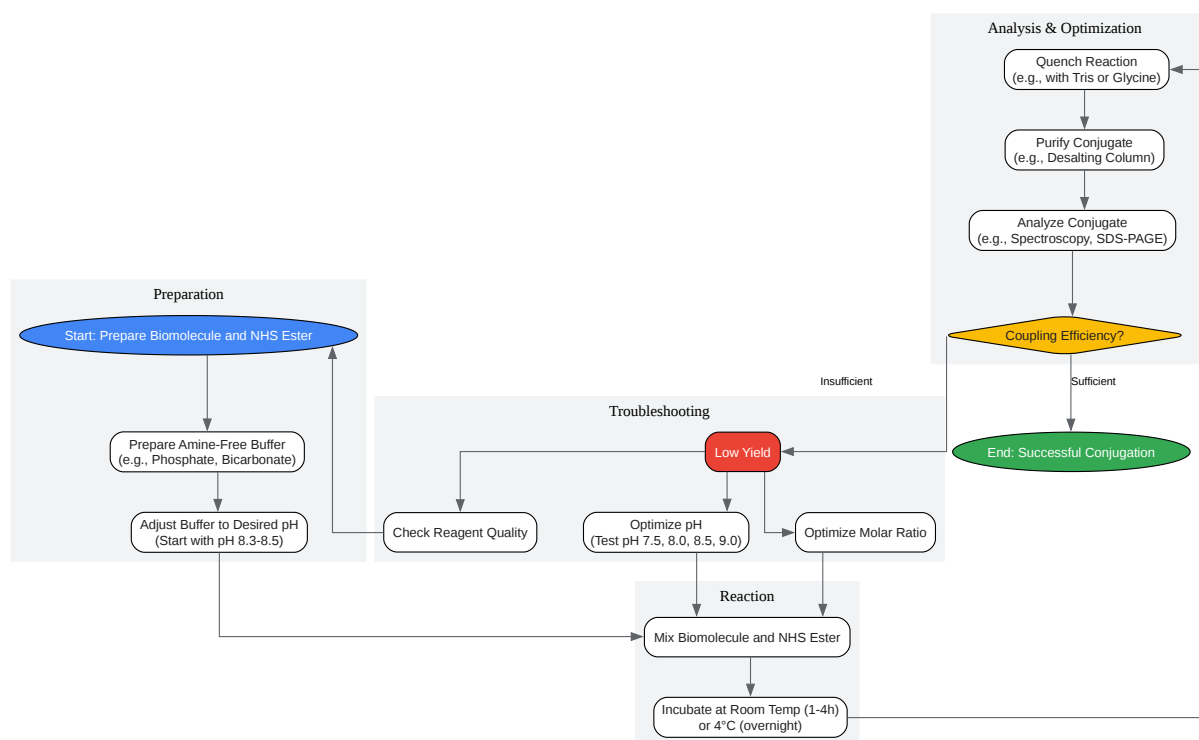 Analysis & Optimization
Quench Reaction
(e.g., with Tris or Glycine)
Purify Conjugate
(e.g., Desalting Column)
Analyze Conjugate
(e.g., Spectroscopy, SDS-PAGE)
Coupling Efficiency?
Insufficient
Sufficient
End: Successful Conjugation
Preparation
Start: Prepare Biomolecule and NHS Ester
Prepare Amine-Free Buffer
(e.g., Phosphate, Bicarbonate)
Adjust Buffer to Desired pH
(Start with pH 8.3-8.5)
Troubleshooting
Low Yield
Check Reagent Quality
Optimize pH
(Test pH 7.5, 8.0, 8.5, 9.0)
Optimize Molar Ratio
Reaction
Mix Biomolecule and NHS Ester
Incubate at Room Temp (1-4h)
or 4°C (overnight)